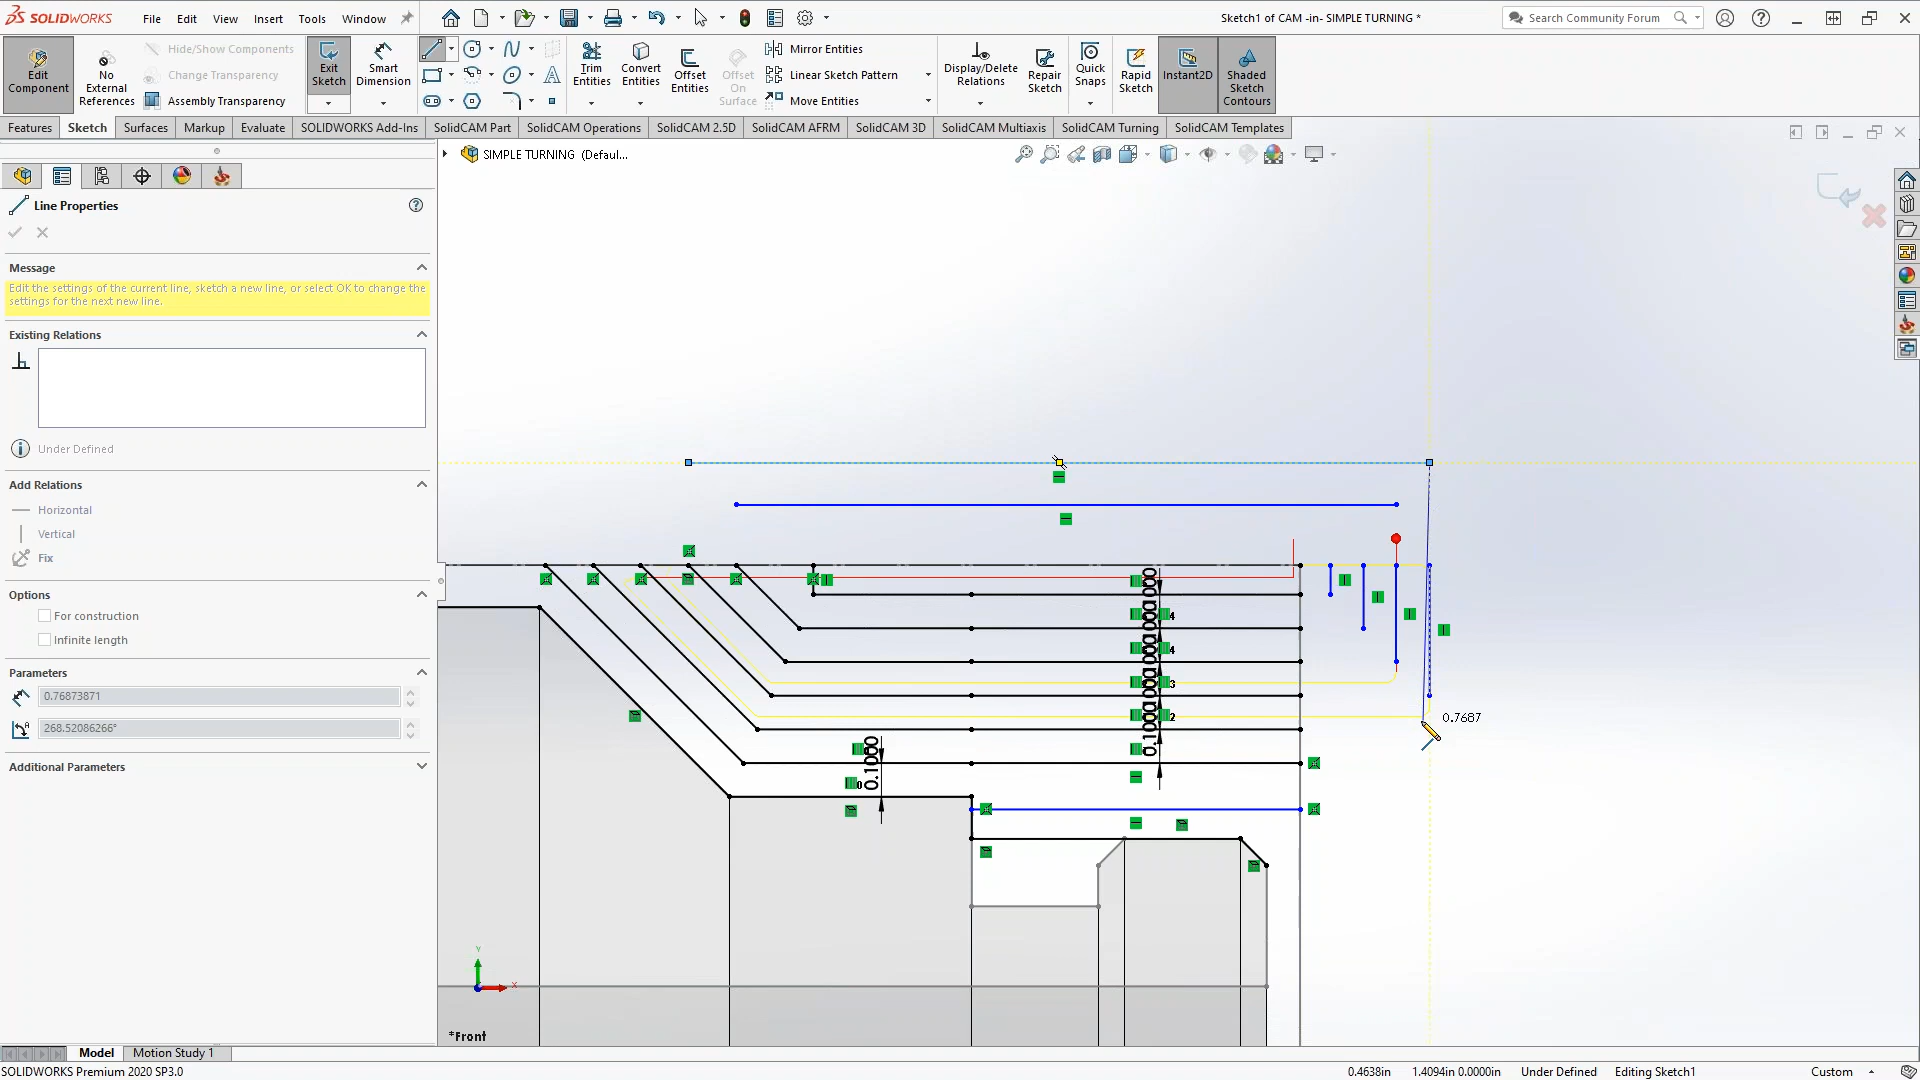 SOLIDWORKS File Edit View Insert Tools Window Sketch1 of CAM -in- SIMPLE TURNING * Search Community Forum
Edit Component
No References
Hide/Show Components
Change Transparency
Assembly Transparency
Exit Sketch
Smart Dimension
Trim Entities
Convert Entities
Offset Entities
Offset On Surface
Mirror Entities
Linear Sketch Pattern
Move Entities
Display/Delete Relations
Repair Sketch
Quick Snaps
Rapid Sketch
Instant2D
Shaded Sketch Contours
Features Sketch Surfaces Markup Evaluate SOLIDWORKS Add-Ins SolidCAM Part SolidCAM Operations SolidCAM 2.5D SolidCAM AFRM SolidCAM 3D SolidCAM Multiaxis SolidCAM Turning SolidCAM Templates
SIMPLE TURNING (Defaul...
Line Properties
Message
Edit the settings of the current line, sketch a new line, or select OK to change the
settings for the next new line.
Existing Relations
Under Defined
Add Relations
Horizontal
Vertical
Fix
Options
For construction
Infinite length
Parameters
0.76873871
268.52086266°
Additional Parameters
0.7687
0.1000
Y
X
*Front
Model Motion Study 1
SOLIDWORKS Premium 2020 SP3.0 0.4638in 1.4094in 0.0000in Under Defined Editing Sketch1 Custom